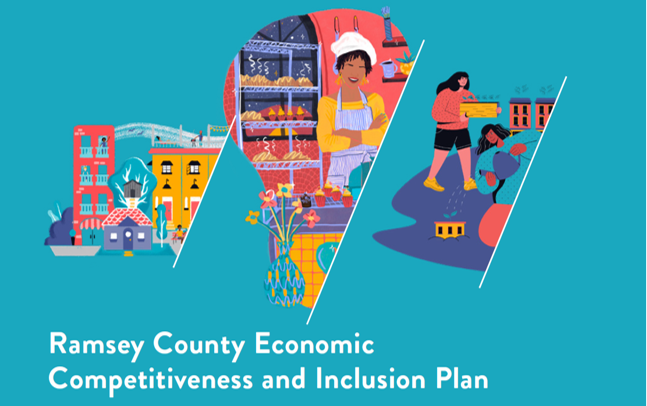 Ramsey County Economic
Competitiveness and Inclusion Plan